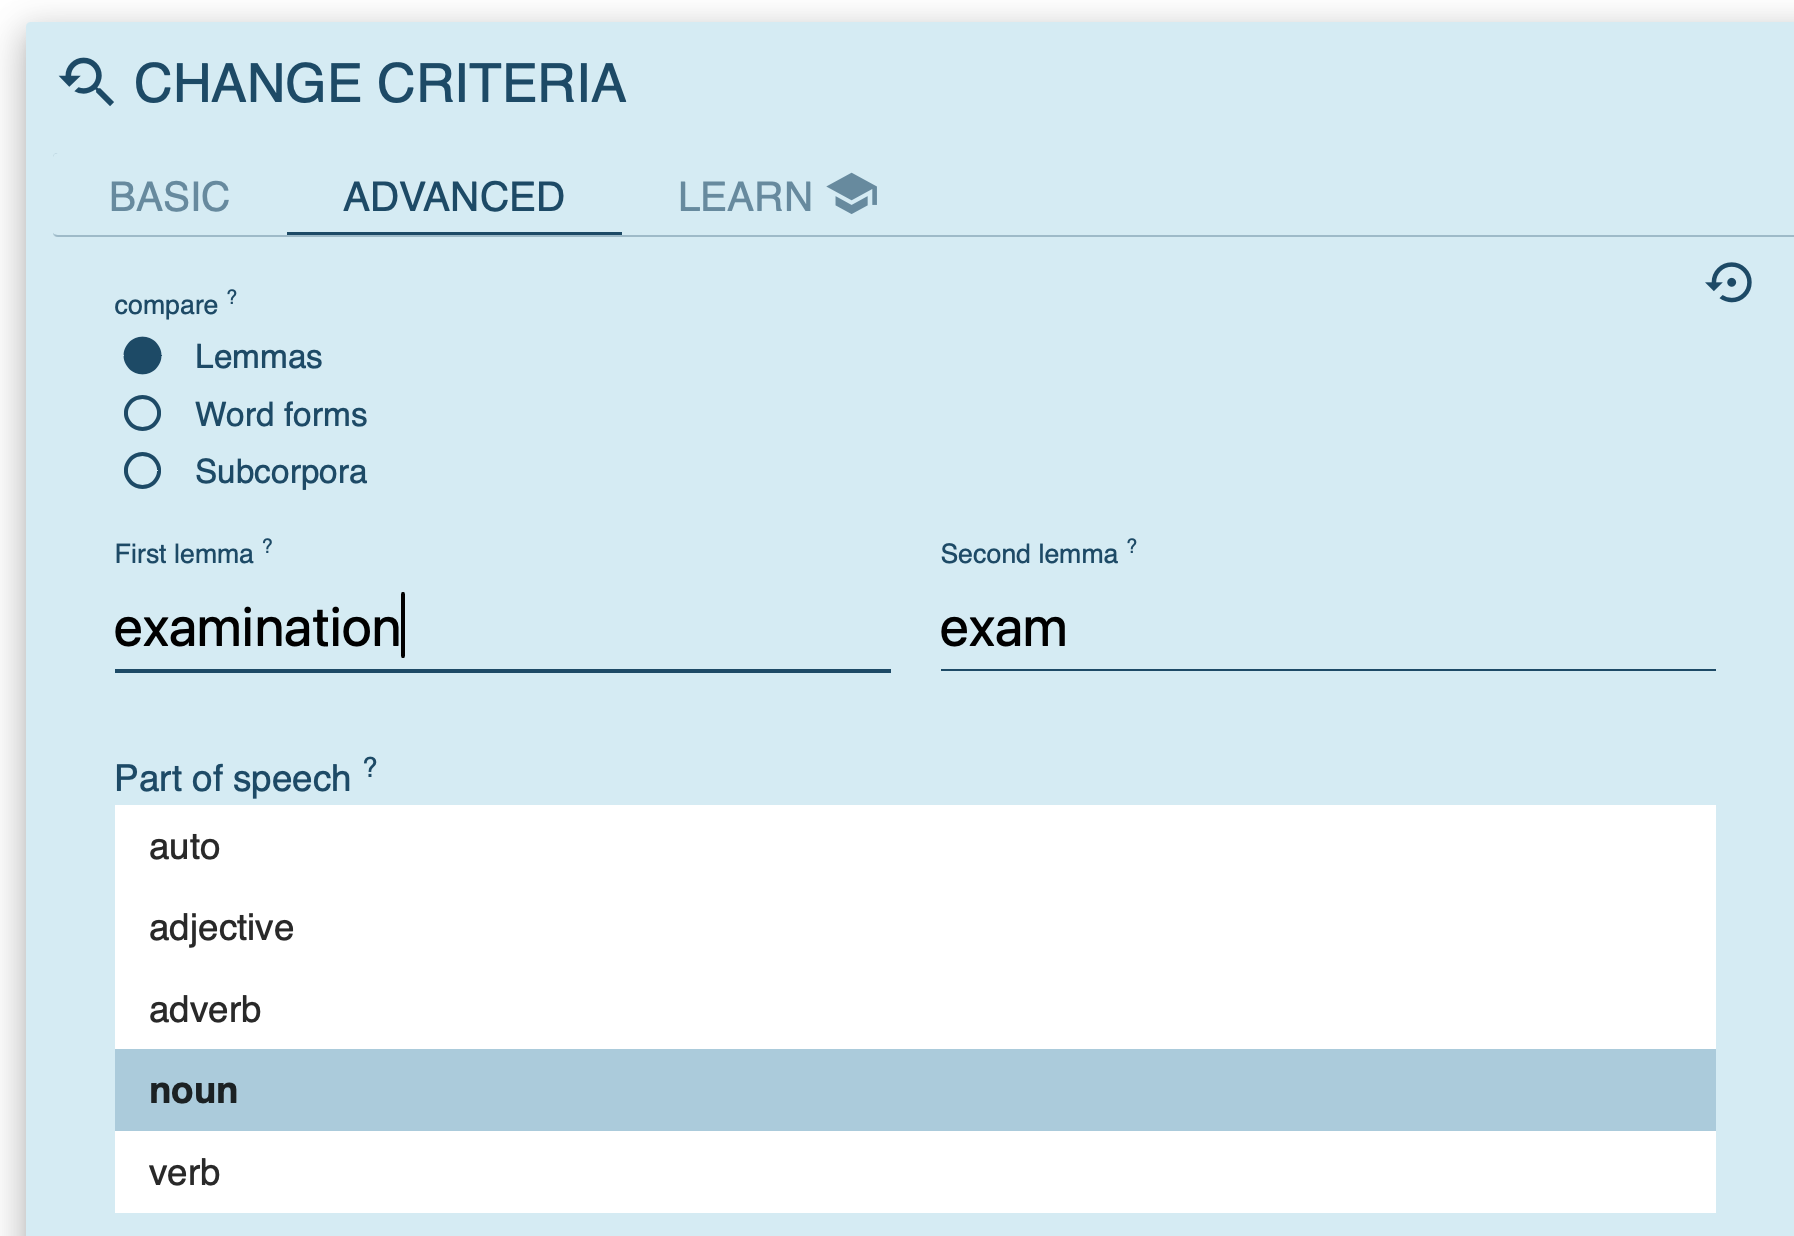 CHANGE CRITERIA
BASIC ADVANCED LEARN
compare ?
Lemmas
Word forms
Subcorpora
First lemma ? Second lemma ?
examination exam
Part of speech ?
auto
adjective
adverb
noun
verb